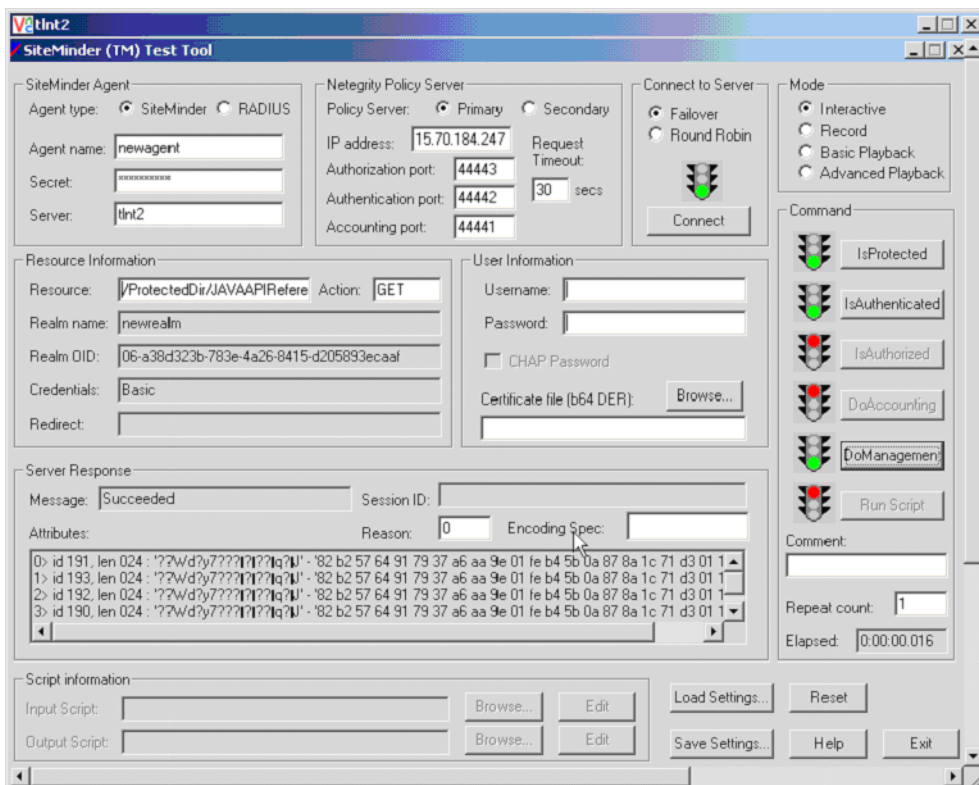 tlnt2
SiteMinder (TM) Test Tool
SiteMinder Agent
Agent type: SiteMinder RADIUS
Agent name: newagent
Secret: xxxxxxxxxx
Server: tlnt2
Netegrity Policy Server
Policy Server: Primary Secondary
IP address: 15.70.184.247
Request Timeout:
30 secs
Authorization port: 44443
Authentication port: 44442
Accounting port: 44441
Connect to Server
Failover
Round Robin
Connect
Mode
Interactive
Record
Basic Playback
Advanced Playback
Resource Information
Resource: /ProtectedDir/JAVAAPIRefere Action: GET
Realm name: newrealm
Realm OID: 06-a38d323b-783e-4a26-8415-d205893ecaaf
Credentials: Basic
Redirect:
User Information
Username:
Password:
CHAP Password
Certificate file (b64 DER): Browse...
Command
IsProtected
IsAuthenticated
IsAuthorized
DoAccounting
DoManagement
Run Script
Comment:
Repeat count: 1
Elapsed: 0:00:00.016
Server Response
Message: Succeeded Session ID:
Attributes: Reason: 0 Encoding Spec:
0> id 191, len 024 : '??Wd?y7???? - '82 b2 57 64 91 79 37 a6 aa 9e 01 fe b4 5b 0a 87 8a 1c 71 d3 01 1
1> id 193, len 024 : '??Wd?y7???? - '82 b2 57 64 91 79 37 a6 aa 9e 01 fe b4 5b 0a 87 8a 1c 71 d3 01 1
2> id 192, len 024 : '??Wd?y7???? - '82 b2 57 64 91 79 37 a6 aa 9e 01 fe b4 5b 0a 87 8a 1c 71 d3 01 1
3> id 190, len 024 : '??Wd?y7???? - '82 b2 57 64 91 79 37 a6 aa 9e 01 fe b4 5b 0a 87 8a 1c 71 d3 01 1
Script information
Input Script: Browse... Edit
Output Script: Browse... Edit
Load Settings... Reset
Save Settings... Help Exit